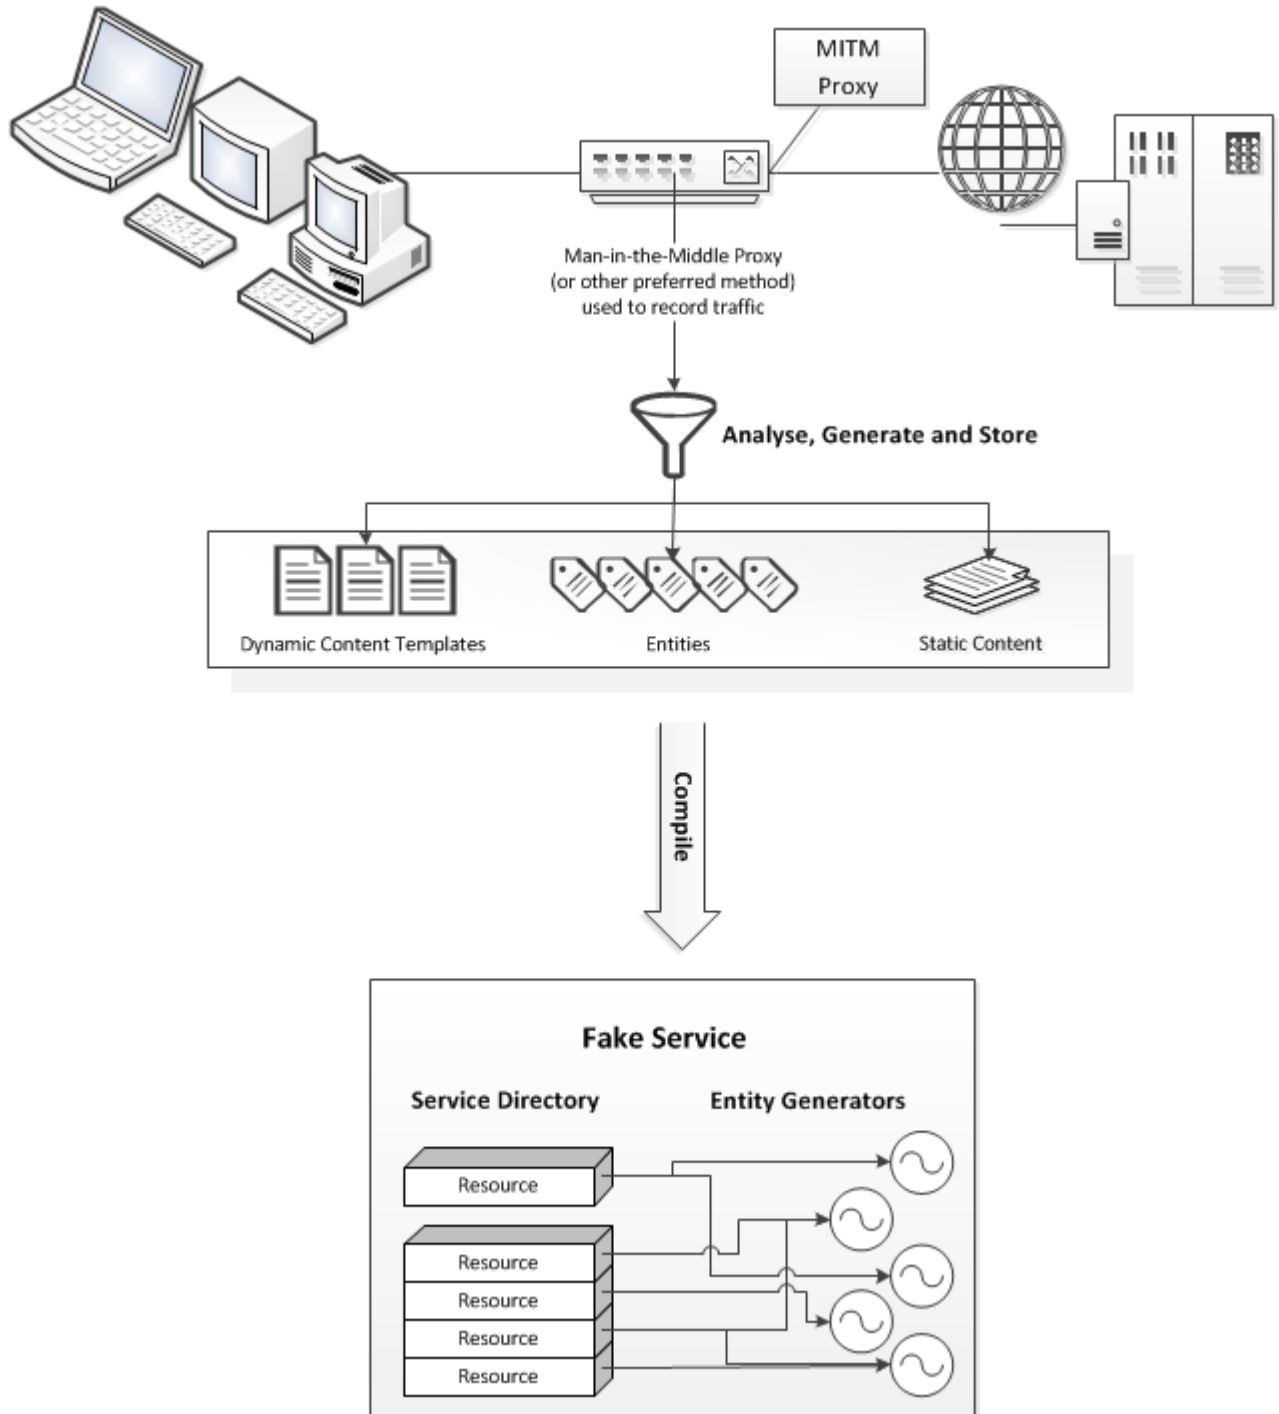 MITM
Proxy
Man-in-the-Middle Proxy
(or other preferred method)
used to record traffic
Analyse, Generate and Store
Dynamic Content Templates
Entities
Static Content
Compile
Fake Service
Service Directory
Entity Generators
Resource
Resource
Resource
Resource
Resource